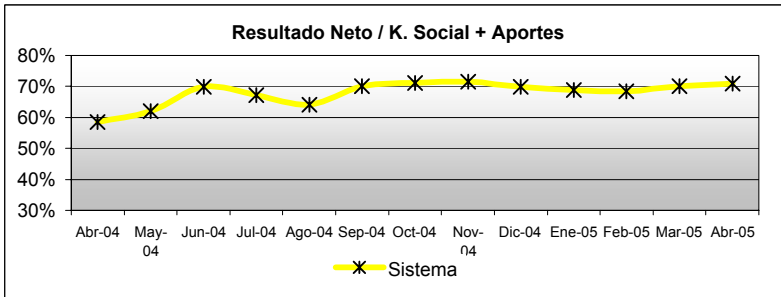 Resultado Neto / K. Social + Aportes
80%
70%
60%
50%
40%
30%
Abr-04 May-04 Jun-04 Jul-04 Ago-04 Sep-04 Oct-04 Nov-04 Dic-04 Ene-05 Feb-05 Mar-05 Abr-05
Sistema